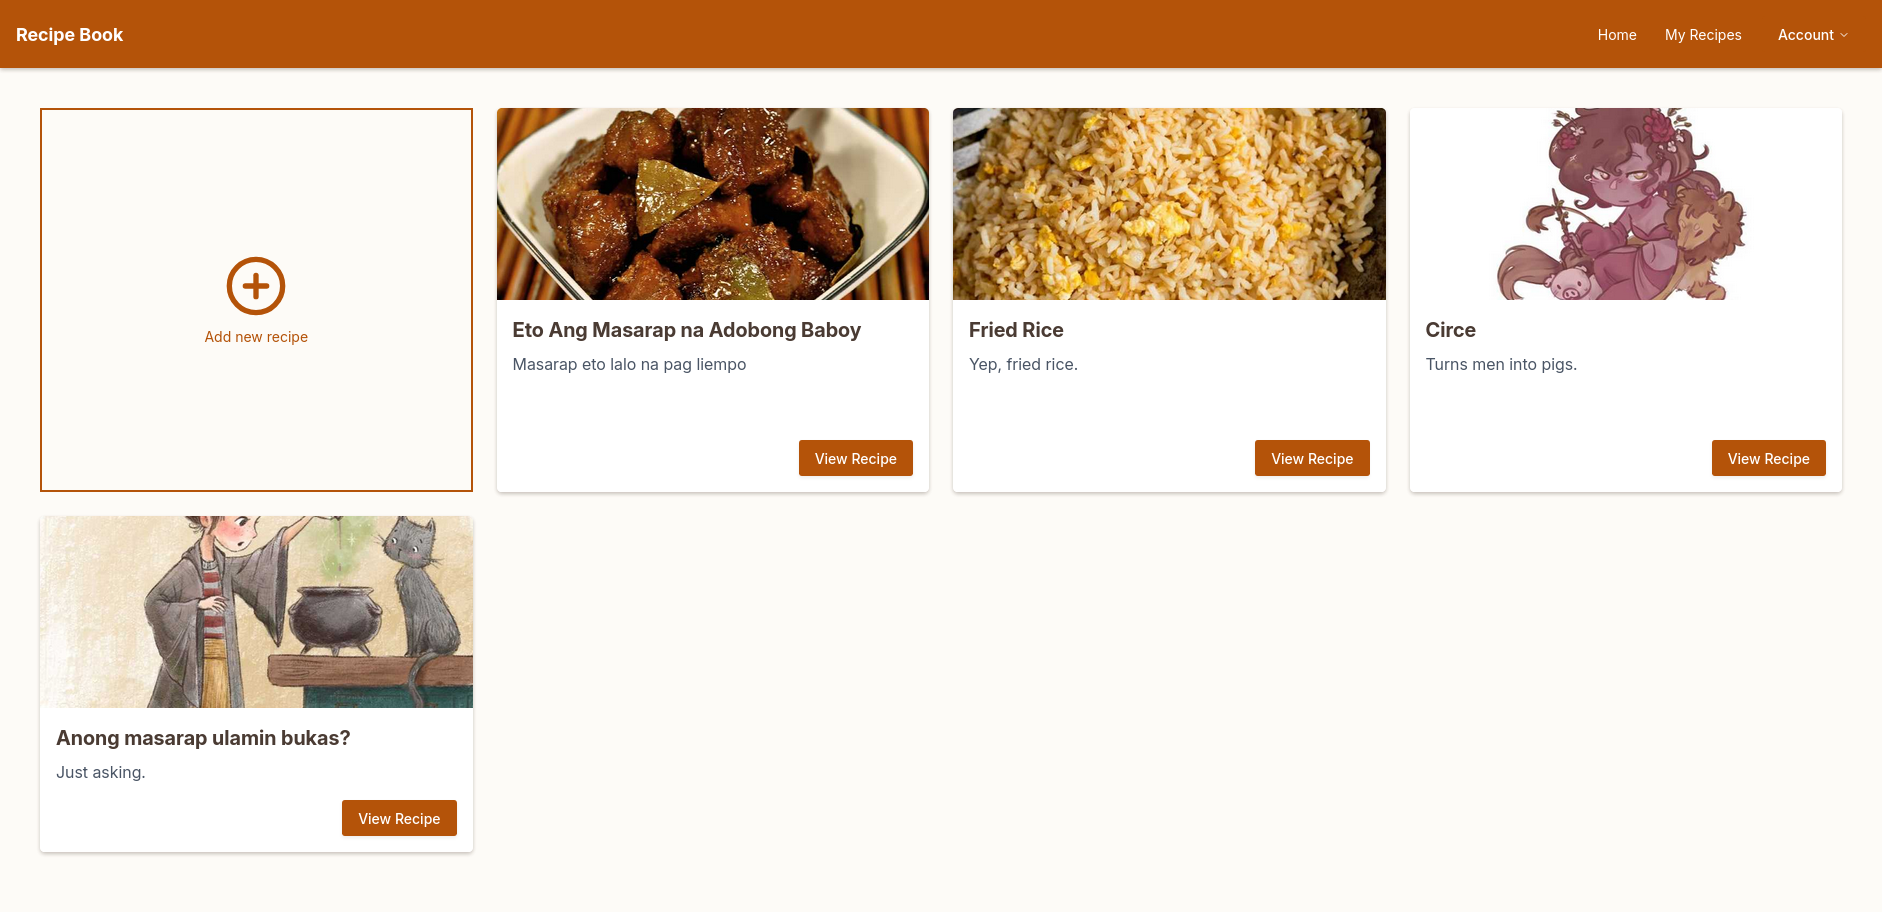 Recipe Book
Home
My Recipes
Account
Add new recipe
Eto Ang Masarap na Adobong Baboy
Masarap eto lalo na pag liempo
View Recipe
Fried Rice
Yep, fried rice.
View Recipe
Circe
Turns men into pigs.
View Recipe
Anong masarap ulamin bukas?
Just asking.
View Recipe